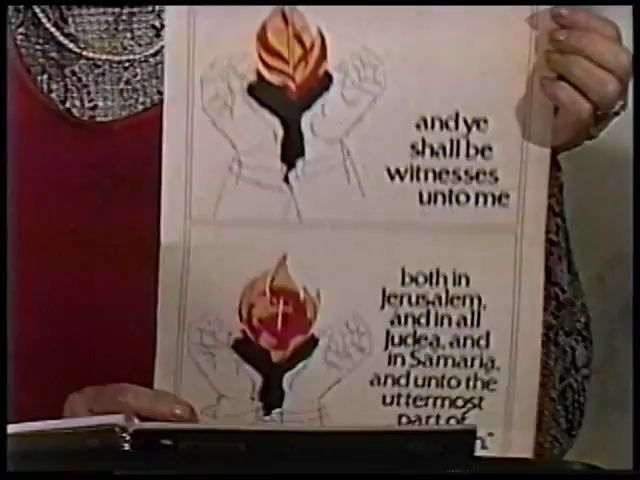 and ye
shall be
witnesses
unto me
both in
Jerusalem,
and in all
Judea, and
in Samaria,
and unto the
uttermost
part of